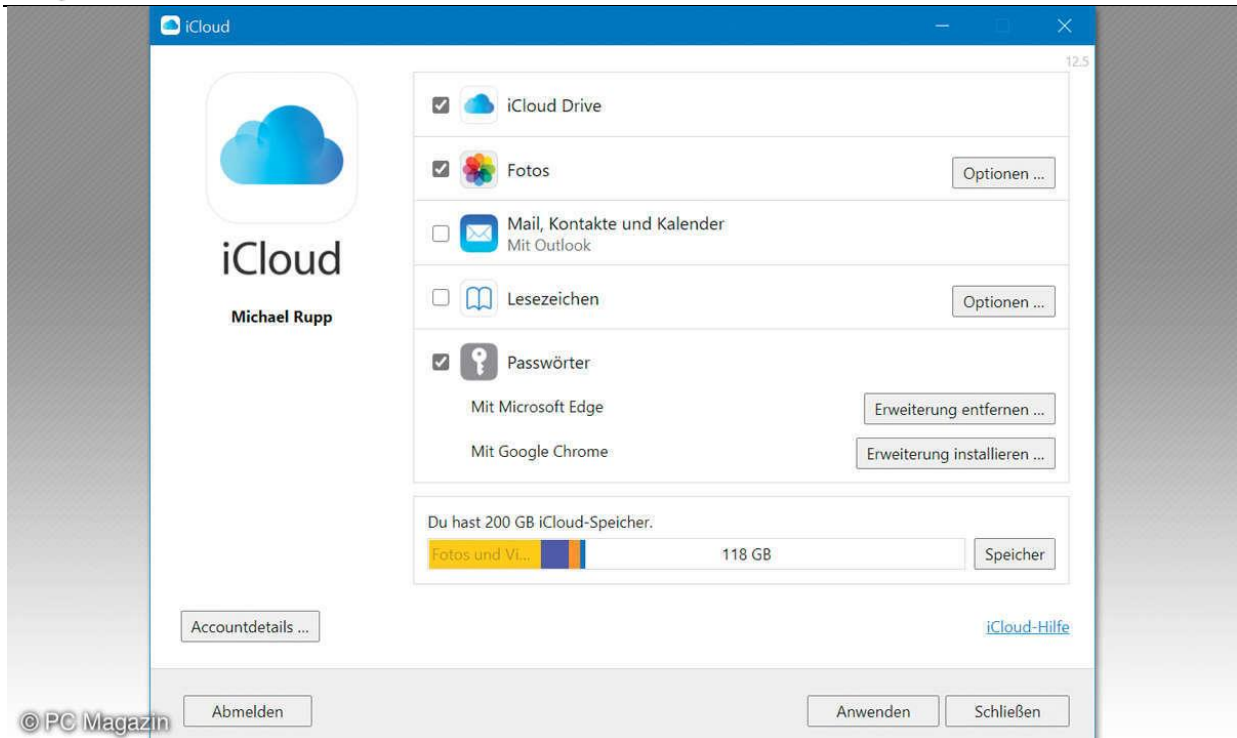 iCloud
12.5
iCloud
Michael Rupp
iCloud Drive
Fotos
Optionen ...
Mail, Kontakte und Kalender
Mit Outlook
Lesezeichen
Optionen ...
Passwörter
Mit Microsoft Edge
Erweiterung entfernen ...
Mit Google Chrome
Erweiterung installieren ...
Du hast 200 GB iCloud-Speicher.
Fotos und Vi...
118 GB
Speicher
Accountdetails ...
iCloud-Hilfe
Abmelden
Anwenden
Schließen
© PC Magazin